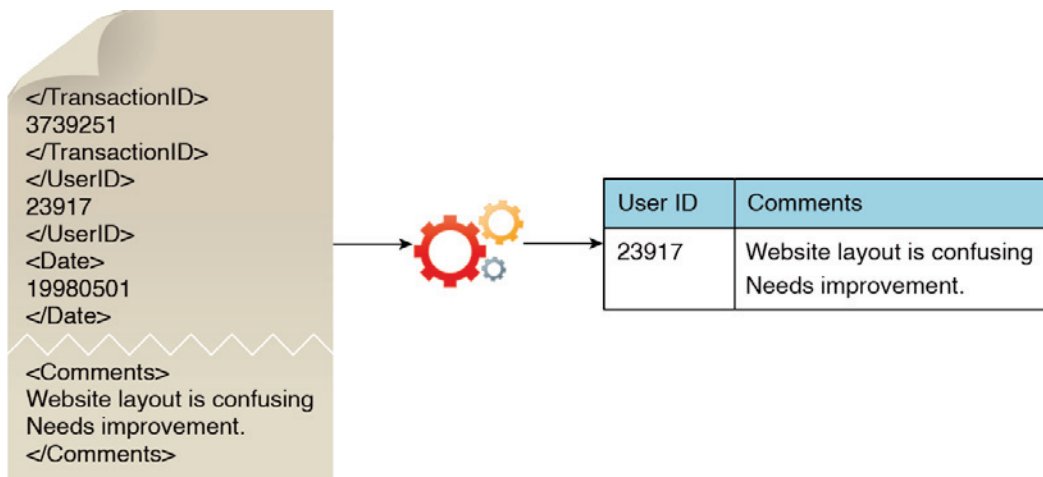 </TransactionID>
3739251
</TransactionID>
</UserID>
23917
</UserID>
<Date>
19980501
</Date>
<Comments>
Website layout is confusing
Needs improvement.
</Comments>
User ID Comments
23917 Website layout is confusing
Needs improvement.